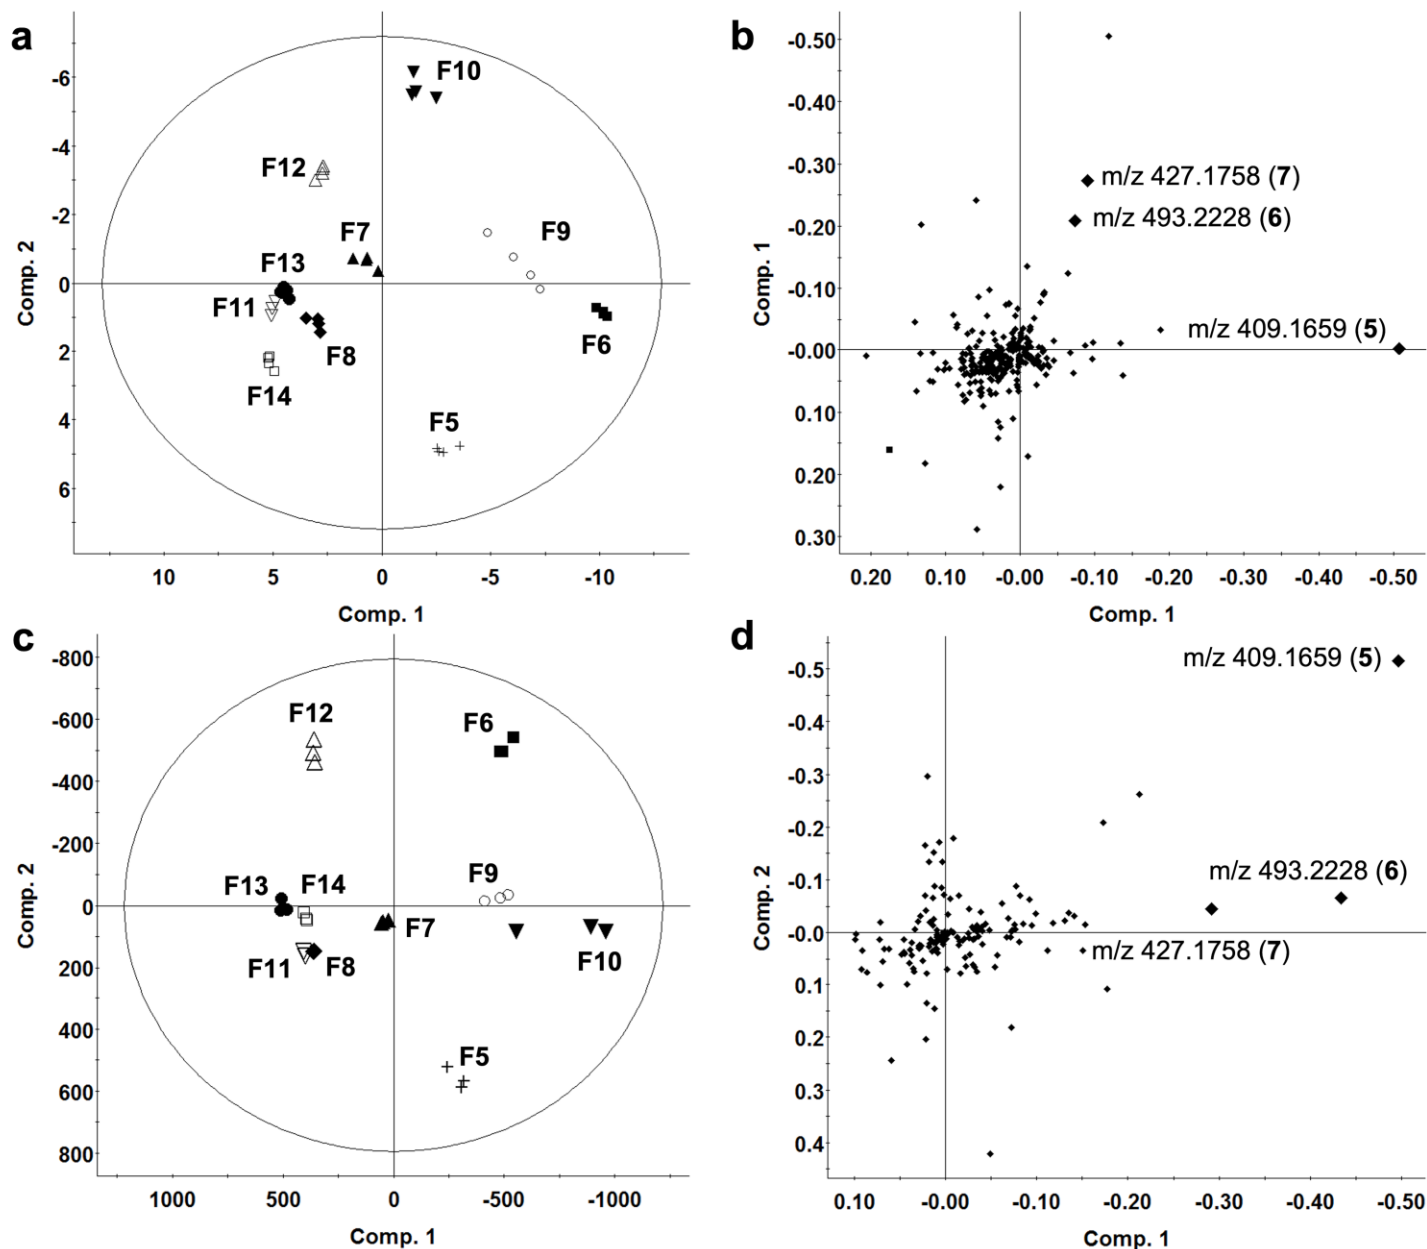 a
-6
-4
-2
0
2
4
6
Comp. 2
F10
F12
F7
F9
F13
F11
F8
F6
F14
F5
10
5
0
-5
-10
Comp. 1
b
-0.50
-0.40
-0.30
-0.20
-0.10
-0.00
0.10
0.20
0.30
Comp. 1
m/z 427.1758 (7)
m/z 493.2228 (6)
m/z 409.1659 (5)
0.20
0.10
-0.00
-0.10
-0.20
-0.30
-0.40
-0.50
Comp. 1
c
-800
-600
-400
-200
0
200
400
600
800
Comp. 2
F12
F6
F9
F13
F14
F7
F11
F8
F10
F5
1000
500
0
-500
-1000
Comp. 1
d
-0.5
-0.4
-0.3
-0.2
-0.1
-0.0
0.1
0.2
0.3
0.4
Comp. 2
m/z 409.1659 (5)
m/z 493.2228 (6)
m/z 427.1758 (7)
0.10
-0.00
-0.10
-0.20
-0.30
-0.40
-0.50
Comp. 1